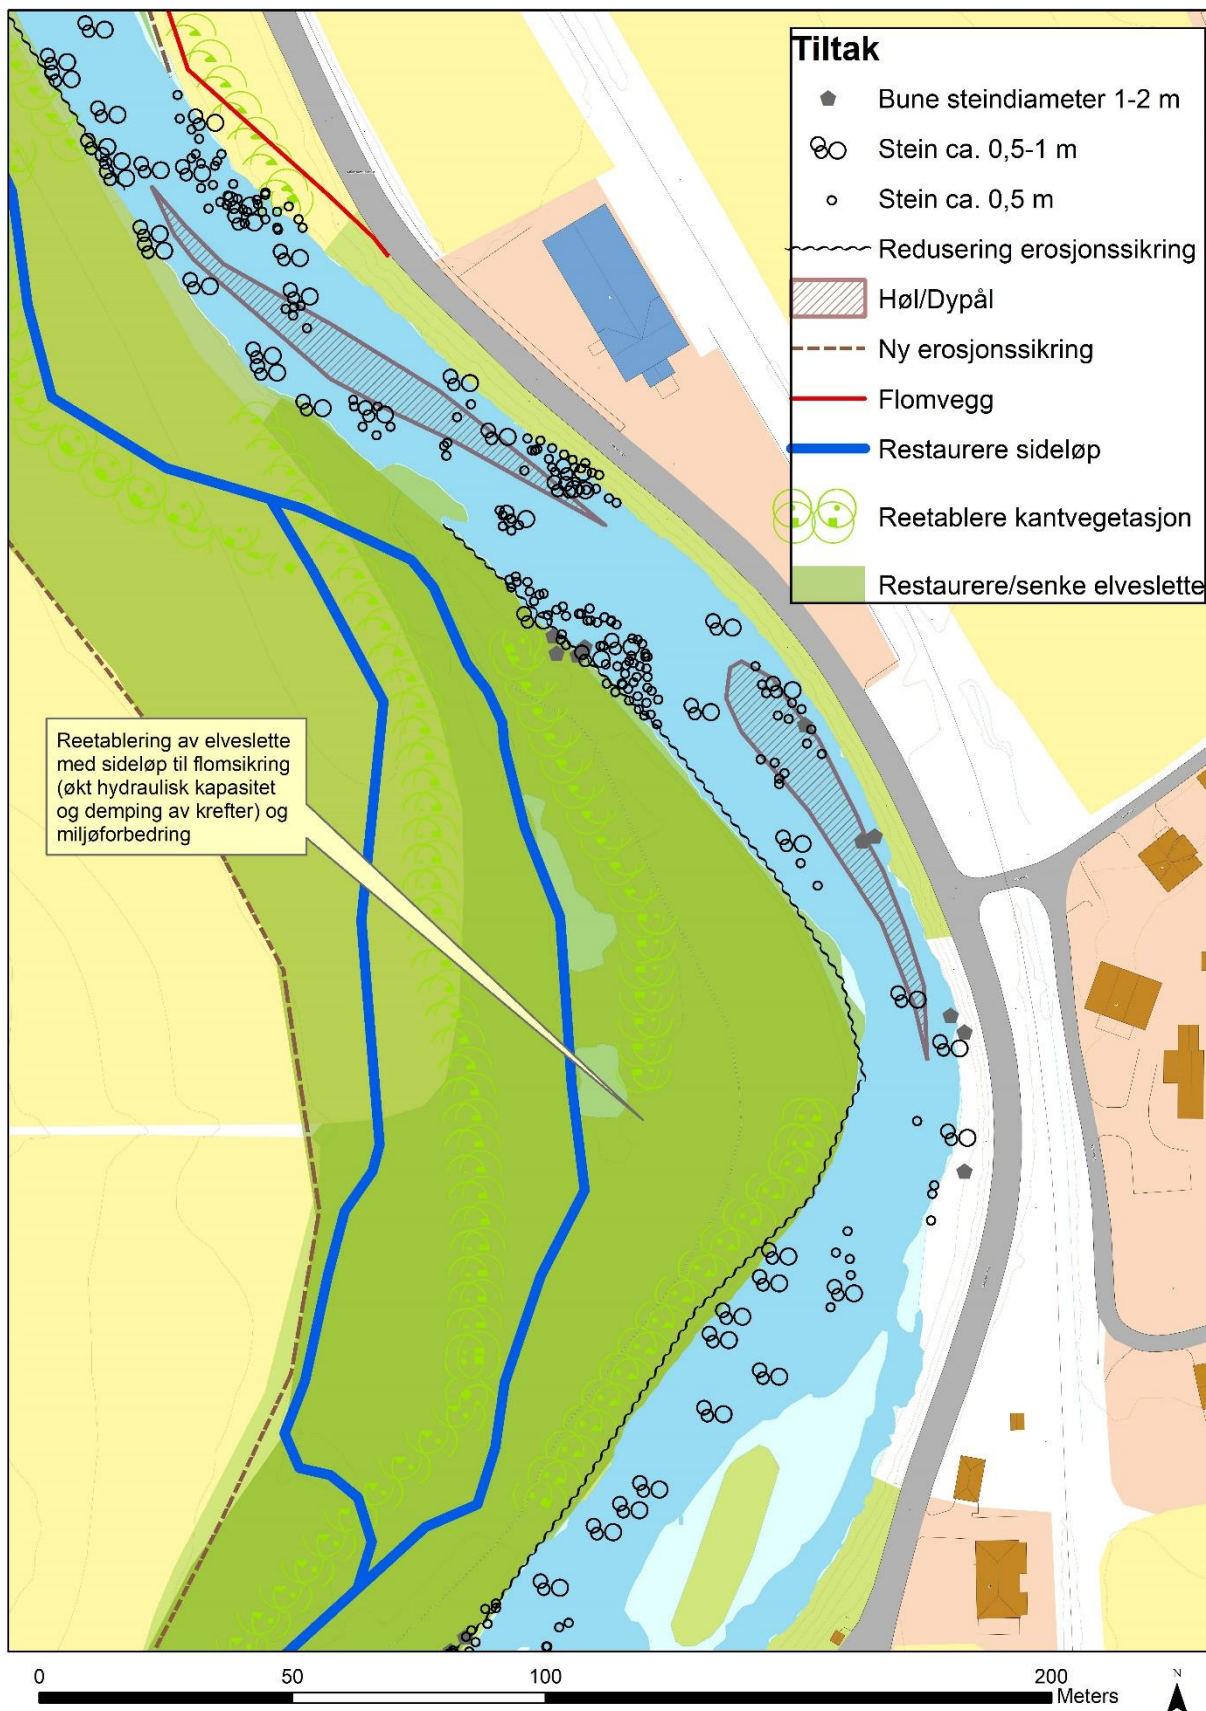 Tiltak
Bune steindiameter 1-2 m
Stein ca. 0,5-1 m
Stein ca. 0,5 m
Redusering erosjonssikring
Høl/Dypål
Ny erosjonssikring
Flomvegg
Restaurere sideløp
Reetablere kantvegetasjon
Restaurere/senke elveslette
Reetablering av elveslette
med sideløp til flomsikring
(økt hydraulisk kapasitet
og demping av krefter) og
miljøforbedring
0 50 100 200
Meters
N